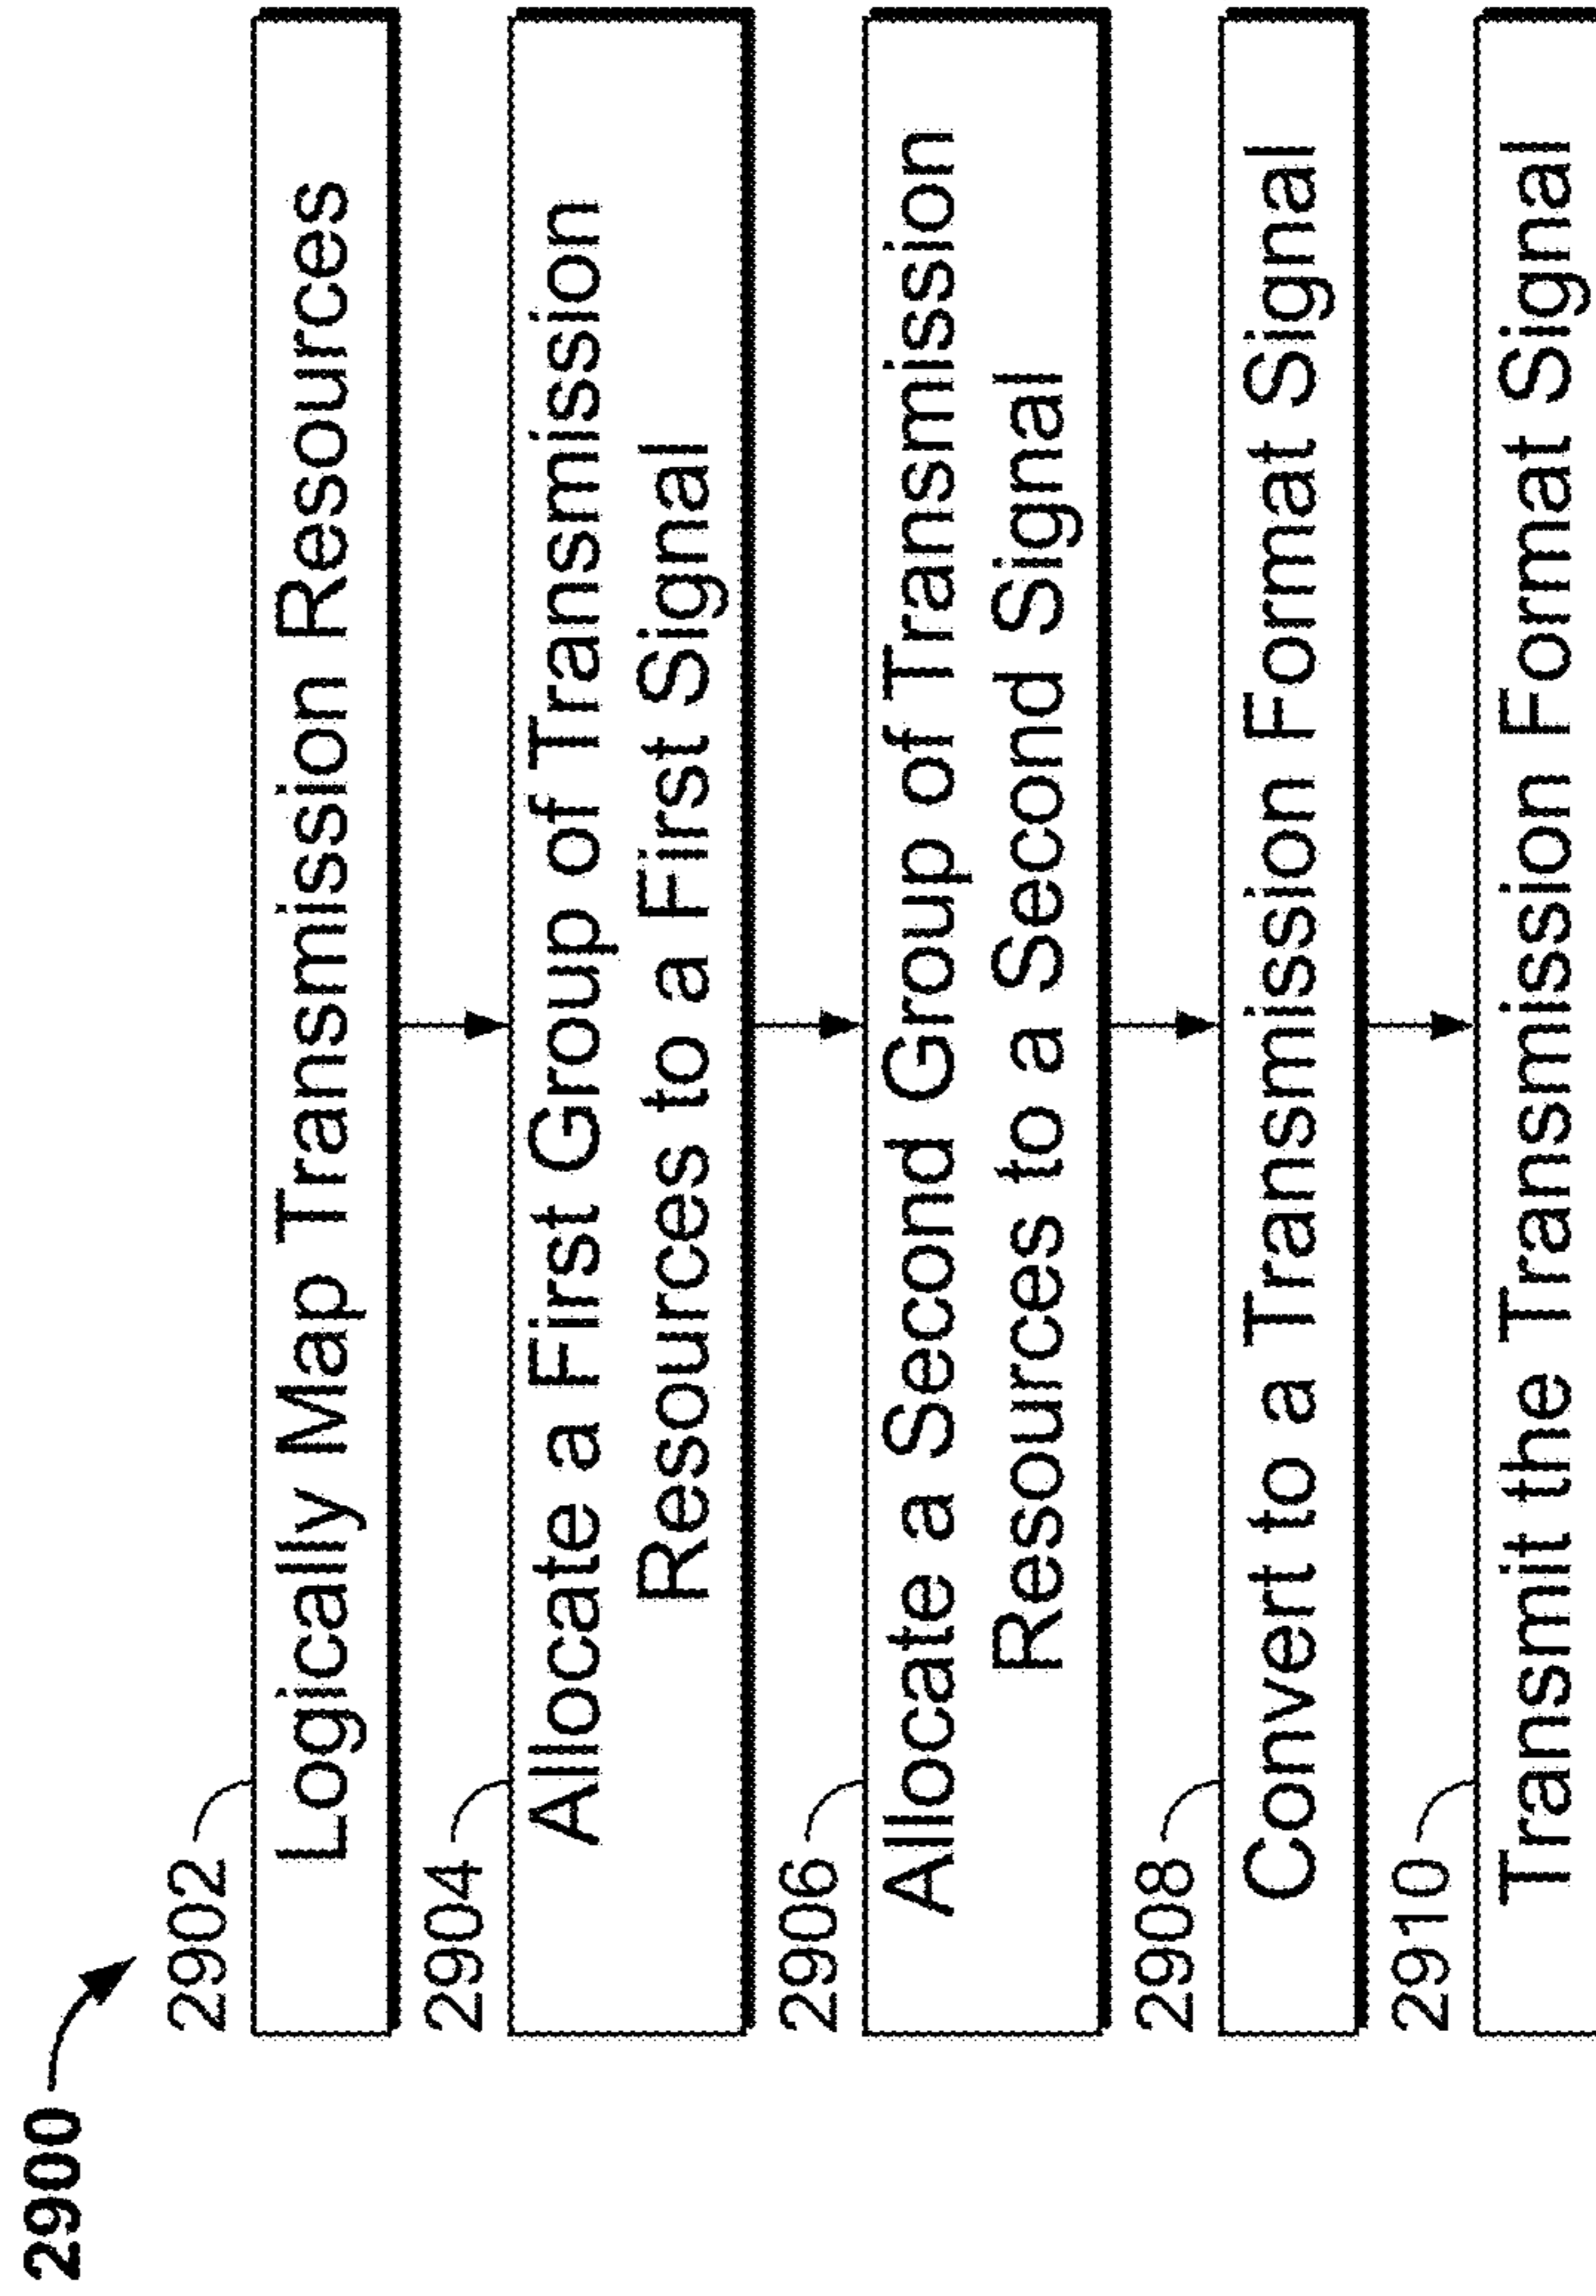 2900
2902
Logically Map Transmission Resources
2904
Allocate a First Group of Transmission
Resources to a First Signal
2906
Allocate a Second Group of Transmission
Resources to a Second Signal
2908
Convert to a Transmission Format Signal
2910
Transmit the Transmission Format Signal